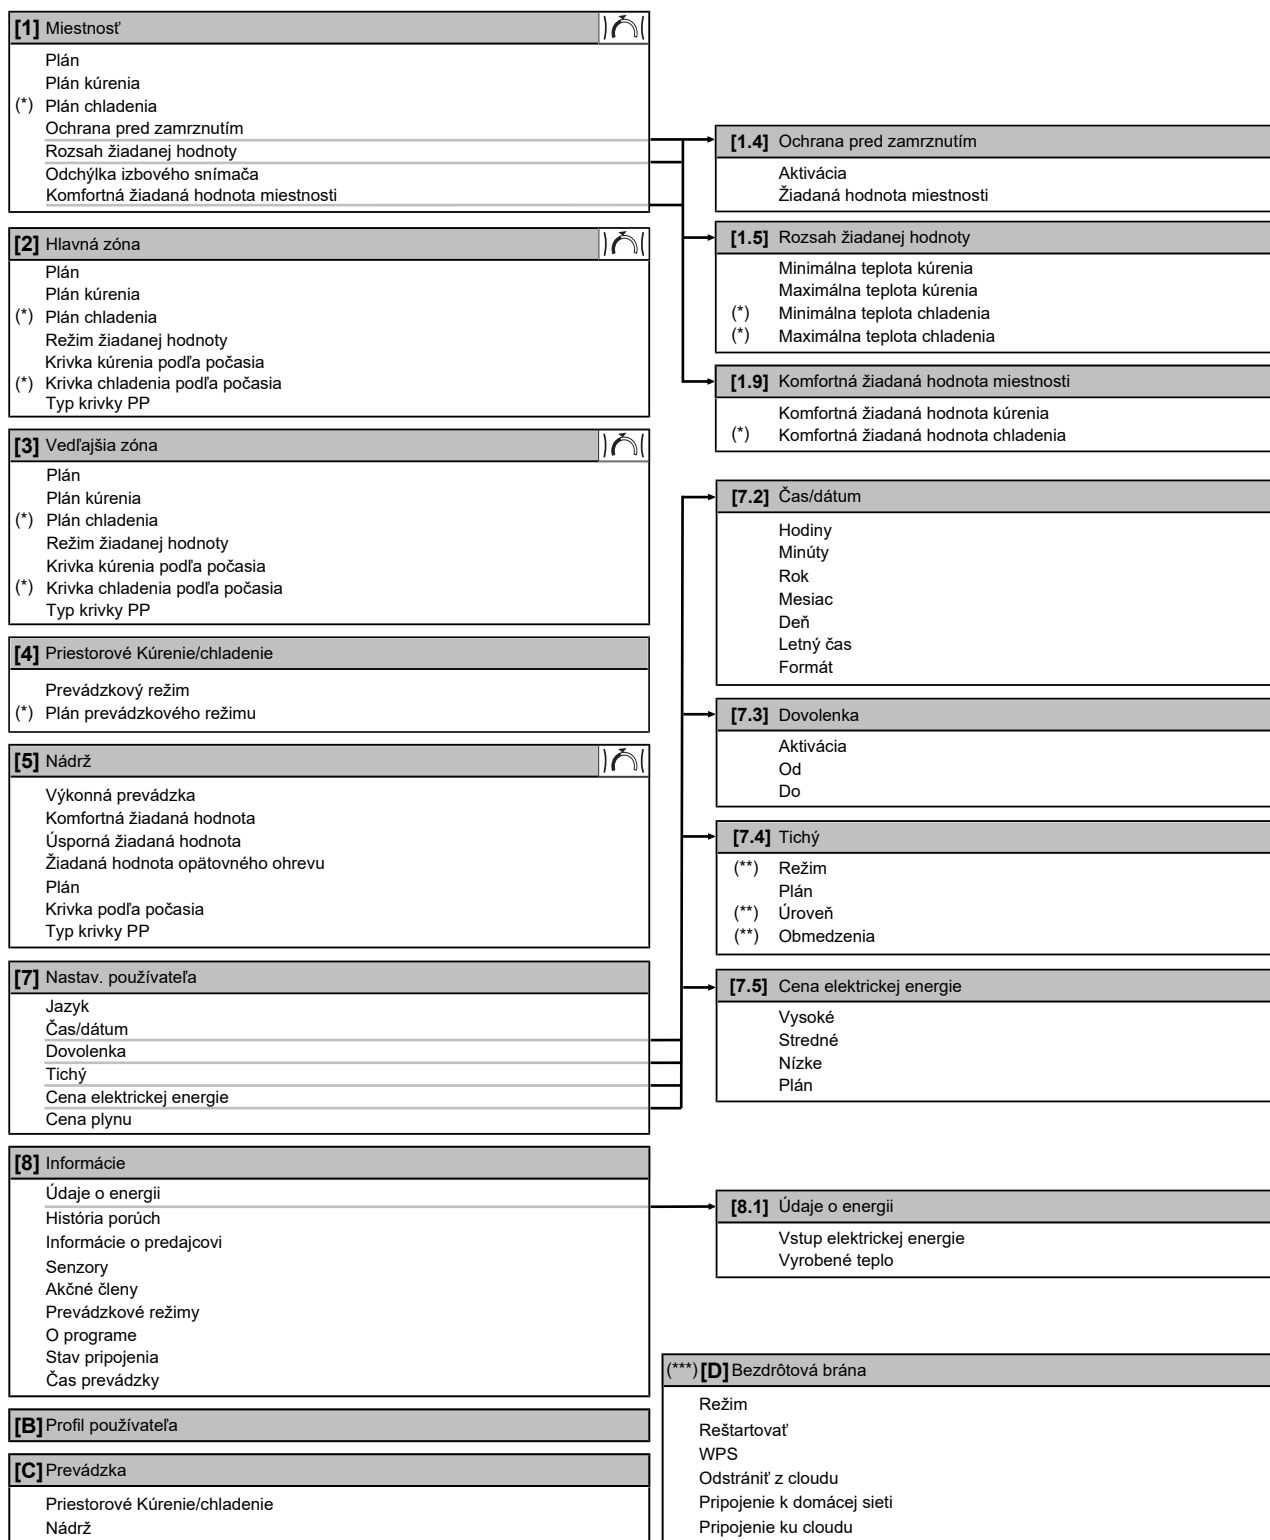 [1] Miestnosť
Plán
Plán kúrenia
(*) Plán chladenia
Ochrana pred zamrznutím
Rozsah žiadanej hodnoty
Odchýlka izbového snímača
Komfortná žiadaná hodnota miestnosti
[2] Hlavná zóna
Plán
Plán kúrenia
(*) Plán chladenia
Režim žiadanej hodnoty
Krivka kúrenia podľa počasia
(*) Krivka chladenia podľa počasia
Typ krivky PP
[3] Vedľajšia zóna
Plán
Plán kúrenia
(*) Plán chladenia
Režim žiadanej hodnoty
Krivka kúrenia podľa počasia
(*) Krivka chladenia podľa počasia
Typ krivky PP
[4] Priestorové Kúrenie/chladenie
Prevádzkový režim
(*) Plán prevádzkového režimu
[5] Nádrž
Výkonná prevádzka
Komfortná žiadaná hodnota
Úsporná žiadaná hodnota
Žiadaná hodnota opätovného ohrevu
Plán
Krivka podľa počasia
Typ krivky PP
[7] Nastav. používateľa
Jazyk
Čas/dátum
Dovolenka
Tichý
Cena elektrickej energie
Cena plynu
[8] Informácie
Údaje o energii
História porúch
Informácie o predajcovi
Senzory
Akčné členy
Prevádzkové režimy
O programe
Stav pripojenia
Čas prevádzky
[B] Profil používateľa
[C] Prevádzka
Priestorové Kúrenie/chladenie
Nádrž
[1.4] Ochrana pred zamrznutím
Aktivácia
Žiadaná hodnota miestnosti
[1.5] Rozsah žiadanej hodnoty
Minimálna teplota kúrenia
Maximálna teplota kúrenia
(*) Minimálna teplota chladenia
(*) Maximálna teplota chladenia
[1.9] Komfortná žiadaná hodnota miestnosti
Komfortná žiadaná hodnota kúrenia
(*) Komfortná žiadaná hodnota chladenia
[7.2] Čas/dátum
Hodiny
Minúty
Rok
Mesiac
Deň
Letný čas
Formát
[7.3] Dovolenka
Aktivácia
Od
Do
[7.4] Tichý
(**) Režim
Plán
(**) Úroveň
(**) Obmedzenia
[7.5] Cena elektrickej energie
Vysoké
Stredné
Nízke
Plán
[8.1] Údaje o energii
Vstup elektrickej energie
Vyrobené teplo
(***) [D] Bezdrôtová brána
Režim
Reštartovať
WPS
Odstrániť z cloudu
Pripojenie k domácej sieti
Pripojenie ku cloudu